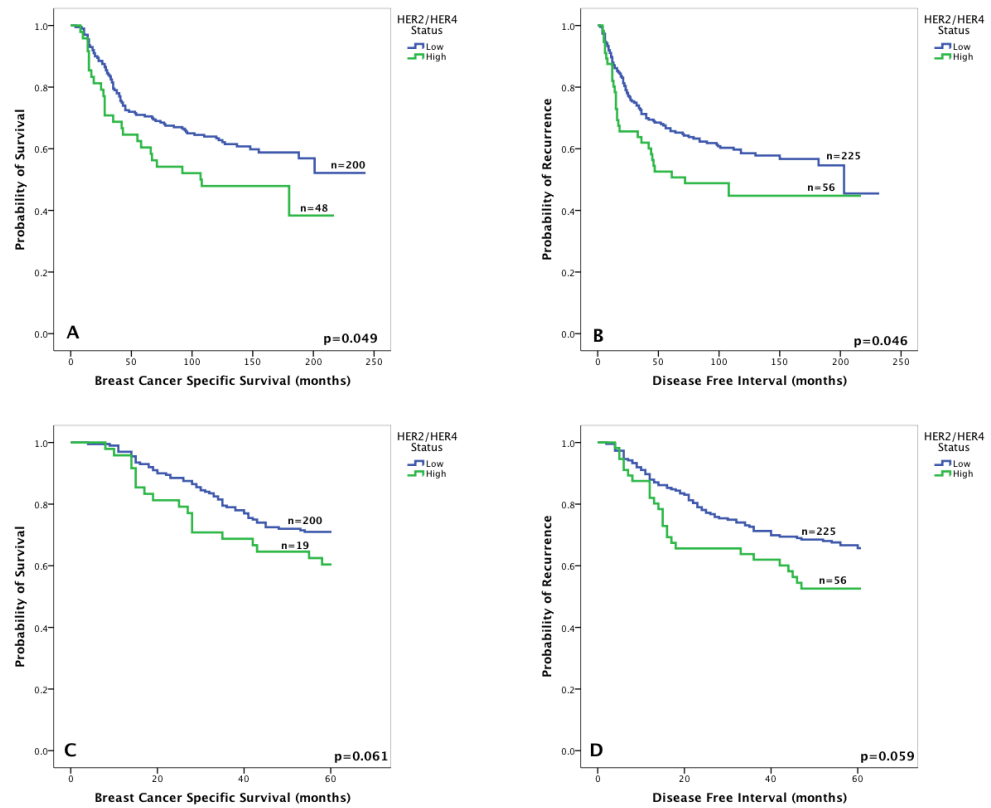 HER2/HER4
Status
Low
High
1.0
0.8
0.6
0.4
0.2
0.0
Probability of Survival
n=200
n=48
A
p=0.049
0 50 100 150 200 250
Breast Cancer Specific Survival (months)
HER2/HER4
Status
Low
High
1.0
0.8
0.6
0.4
0.2
0.0
Probability of Recurrence
n=225
n=56
B
p=0.046
0 50 100 150 200 250
Disease Free Interval (months)
HER2/HER4
Status
Low
High
1.0
0.8
0.6
0.4
0.2
0.0
Probability of Survival
n=200
n=19
C
p=0.061
0 20 40 60
Breast Cancer Specific Survival (months)
HER2/HER4
Status
Low
High
1.0
0.8
0.6
0.4
0.2
0.0
Probability of Recurrence
n=225
n=56
D
p=0.059
0 20 40 60
Disease Free Interval (months)